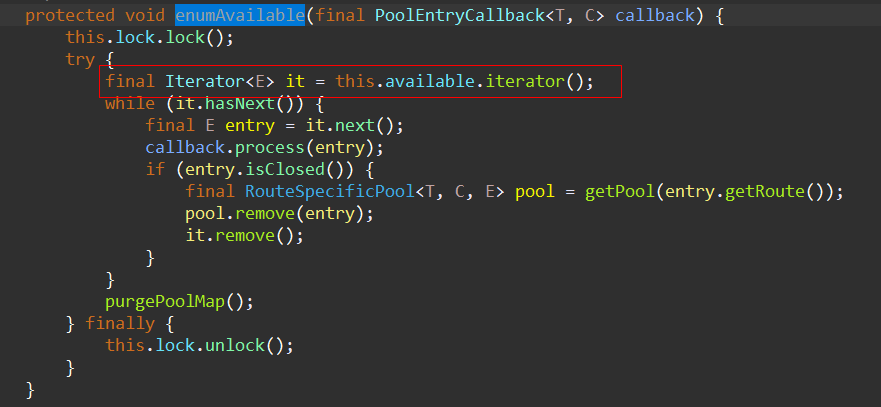 protected void enumAvailable(final PoolEntryCallback<T, C> callback) {
    this.lock.lock();
    try {
        final Iterator<E> it = this.available.iterator();
        while (it.hasNext()) {
            final E entry = it.next();
            callback.process(entry);
            if (entry.isClosed()) {
                final RouteSpecificPool<T, C, E> pool = getPool(entry.getRoute());
                pool.remove(entry);
                it.remove();
            }
        }
        purgePoolMap();
    } finally {
        this.lock.unlock();
    }
}